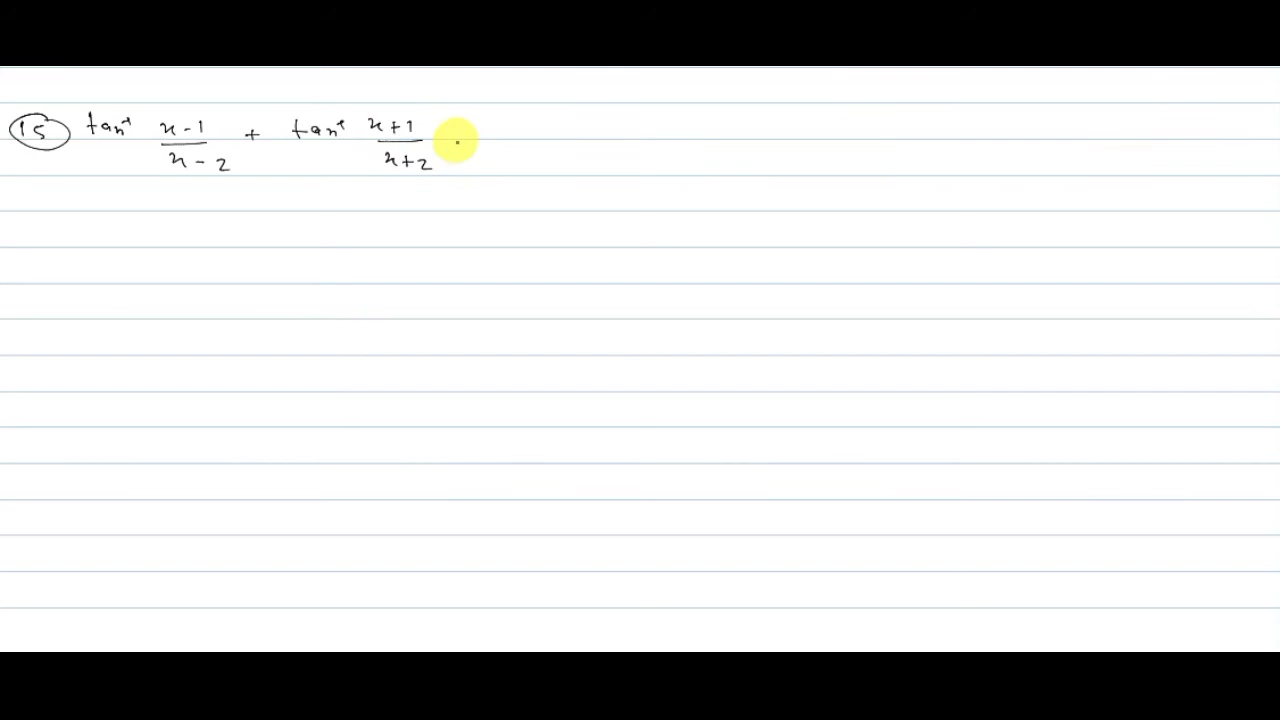 15 tan⁻¹ x-1/x-2 + tan⁻¹ x+1/x+2